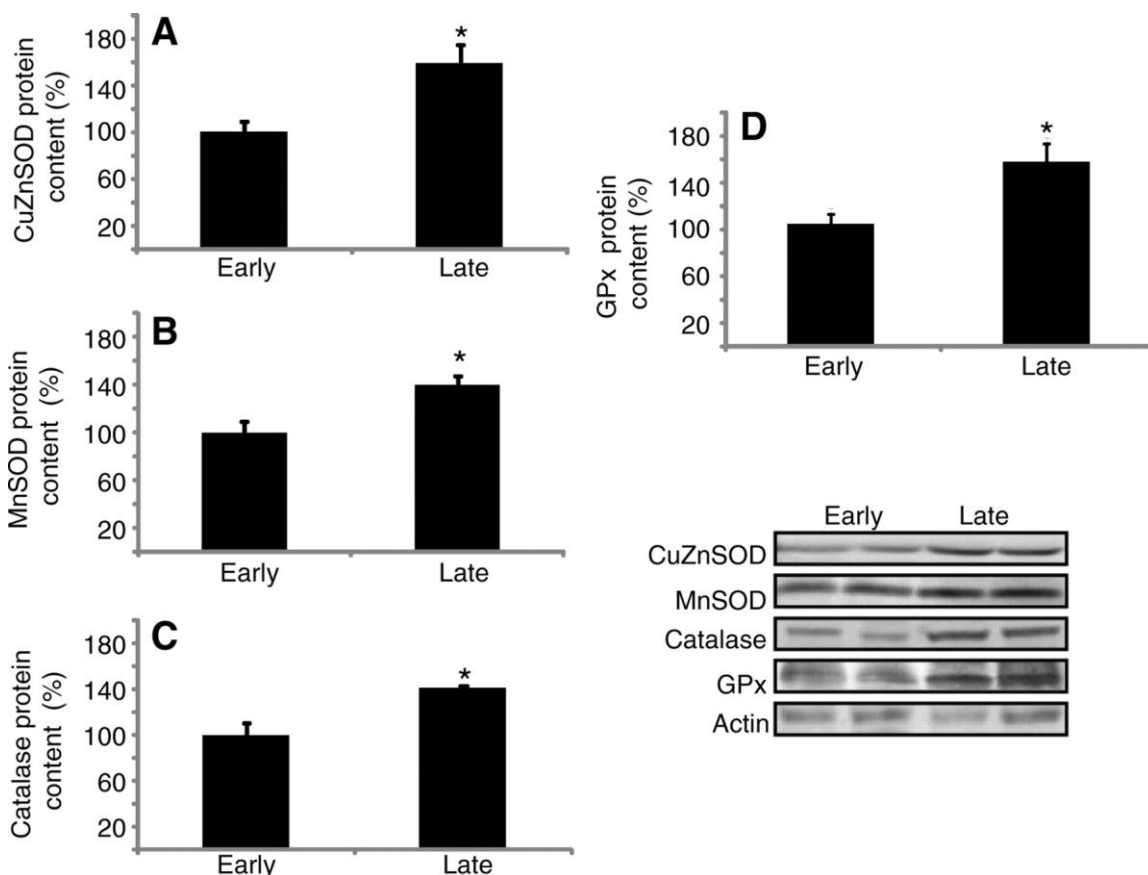 A
CuZnSOD protein
content (%)
180
140
100
60
20
*
Early Late
B
MnSOD protein
content (%)
180
140
100
60
20
*
Early Late
C
Catalase protein
content (%)
180
140
100
60
20
*
Early Late
D
GPx protein
content (%)
180
140
100
60
20
*
Early Late
Early Late
CuZnSOD
MnSOD
Catalase
GPx
Actin